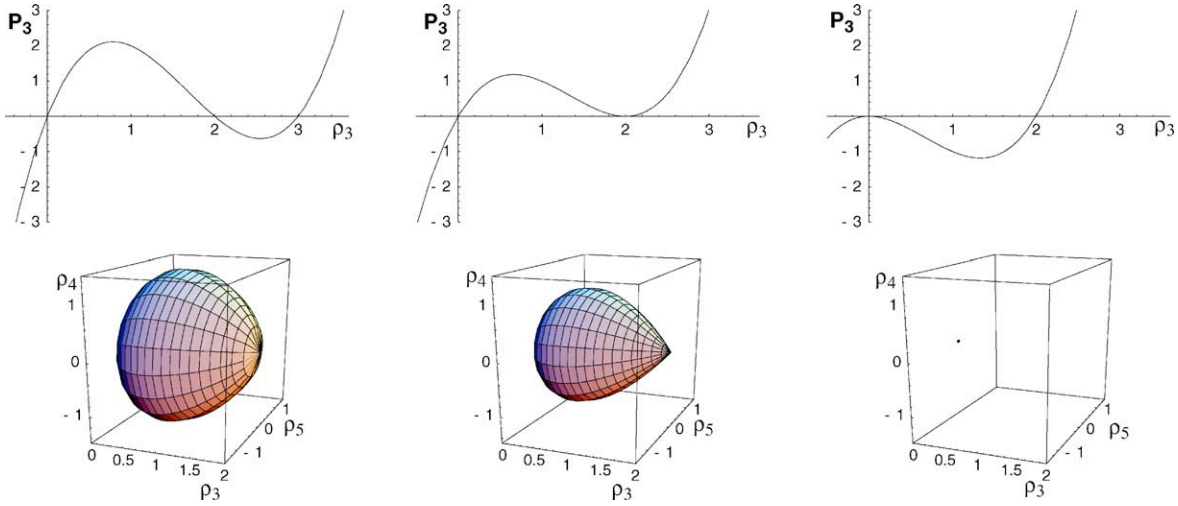 P3 3 P3 3 P3 3
2 2 2
1 1 1
1 2 3 ρ3 1 2 3 ρ3 1 2 3 ρ3
- 1 - 1 - 1
- 2 - 2 - 2
- 3 - 3 - 3
ρ4 ρ4 ρ4
1 1 1
0 0 0
- 1 - 1 - 1
1 1 1
0 ρ5 0 ρ5 0 ρ5
- 1 - 1 - 1
0 0.5 1 1.5 2 0 0.5 1 1.5 2 0 0.5 1 1.5 2
ρ3 ρ3 ρ3